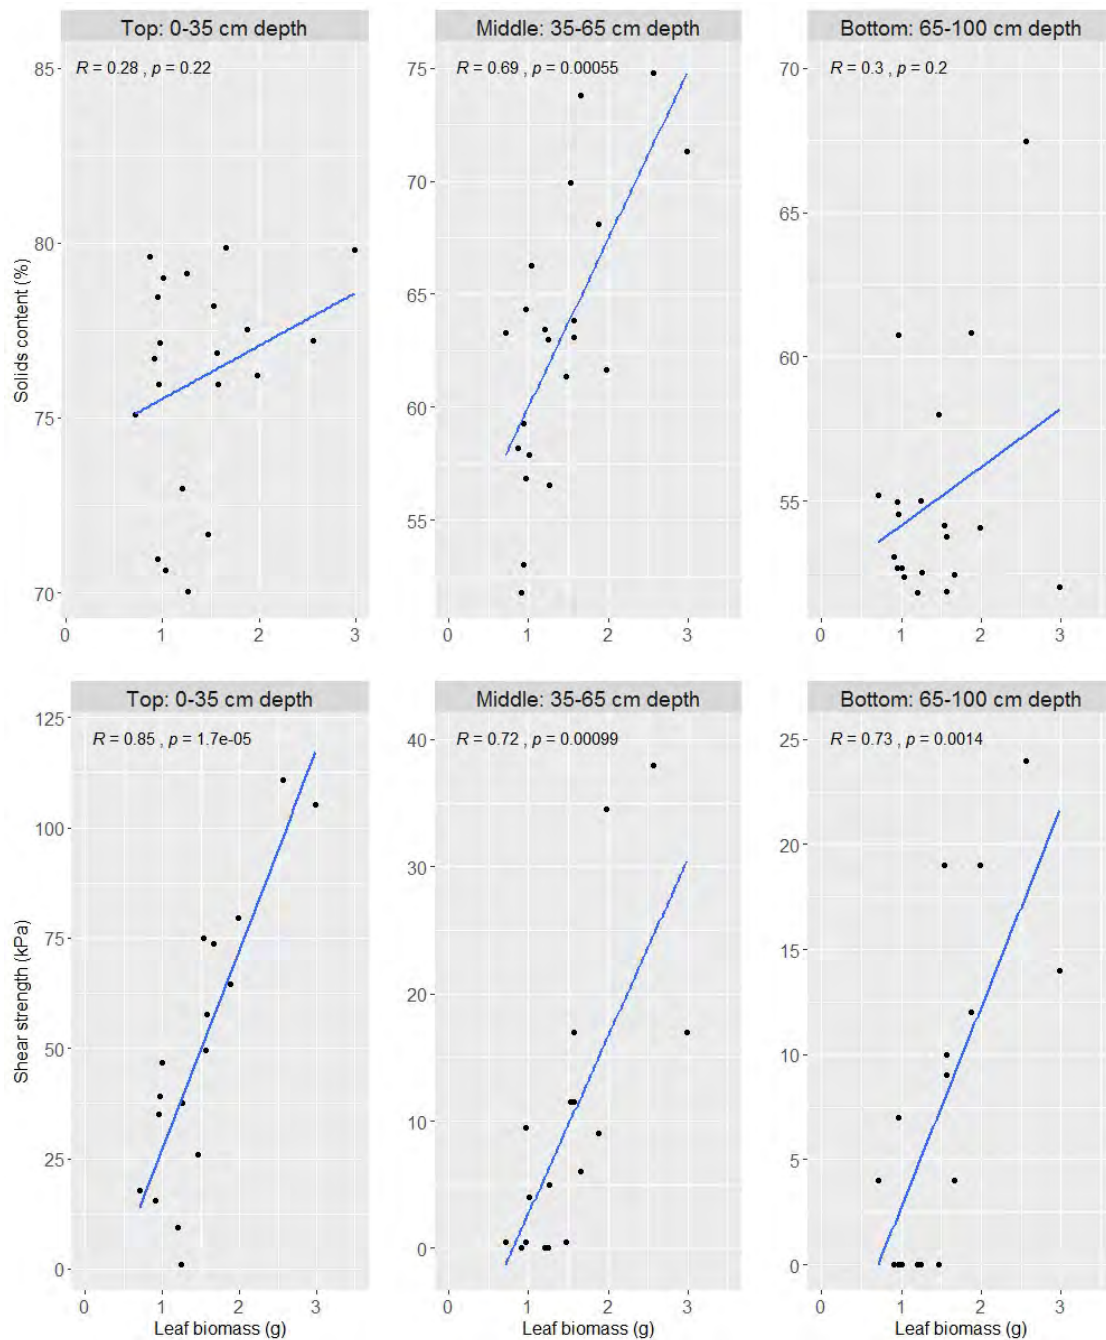 Top: 0-35 cm depth
Middle: 35-65 cm depth
Bottom: 65-100 cm depth
R = 0.28 , p = 0.22
R = 0.69 , p = 0.00055
R = 0.3 , p = 0.2
Solids content (%)
85
80
75
70
0 1 2 3
75
70
65
60
55
0 1 2 3
70
65
60
55
0 1 2 3
Top: 0-35 cm depth
Middle: 35-65 cm depth
Bottom: 65-100 cm depth
R = 0.85 , p = 1.7e-05
R = 0.72 , p = 0.00099
R = 0.73 , p = 0.0014
Shear strength (kPa)
125
100
75
50
25
0
0 1 2 3
Leaf biomass (g)
40
30
20
10
0
0 1 2 3
Leaf biomass (g)
25
20
15
10
5
0
0 1 2 3
Leaf biomass (g)